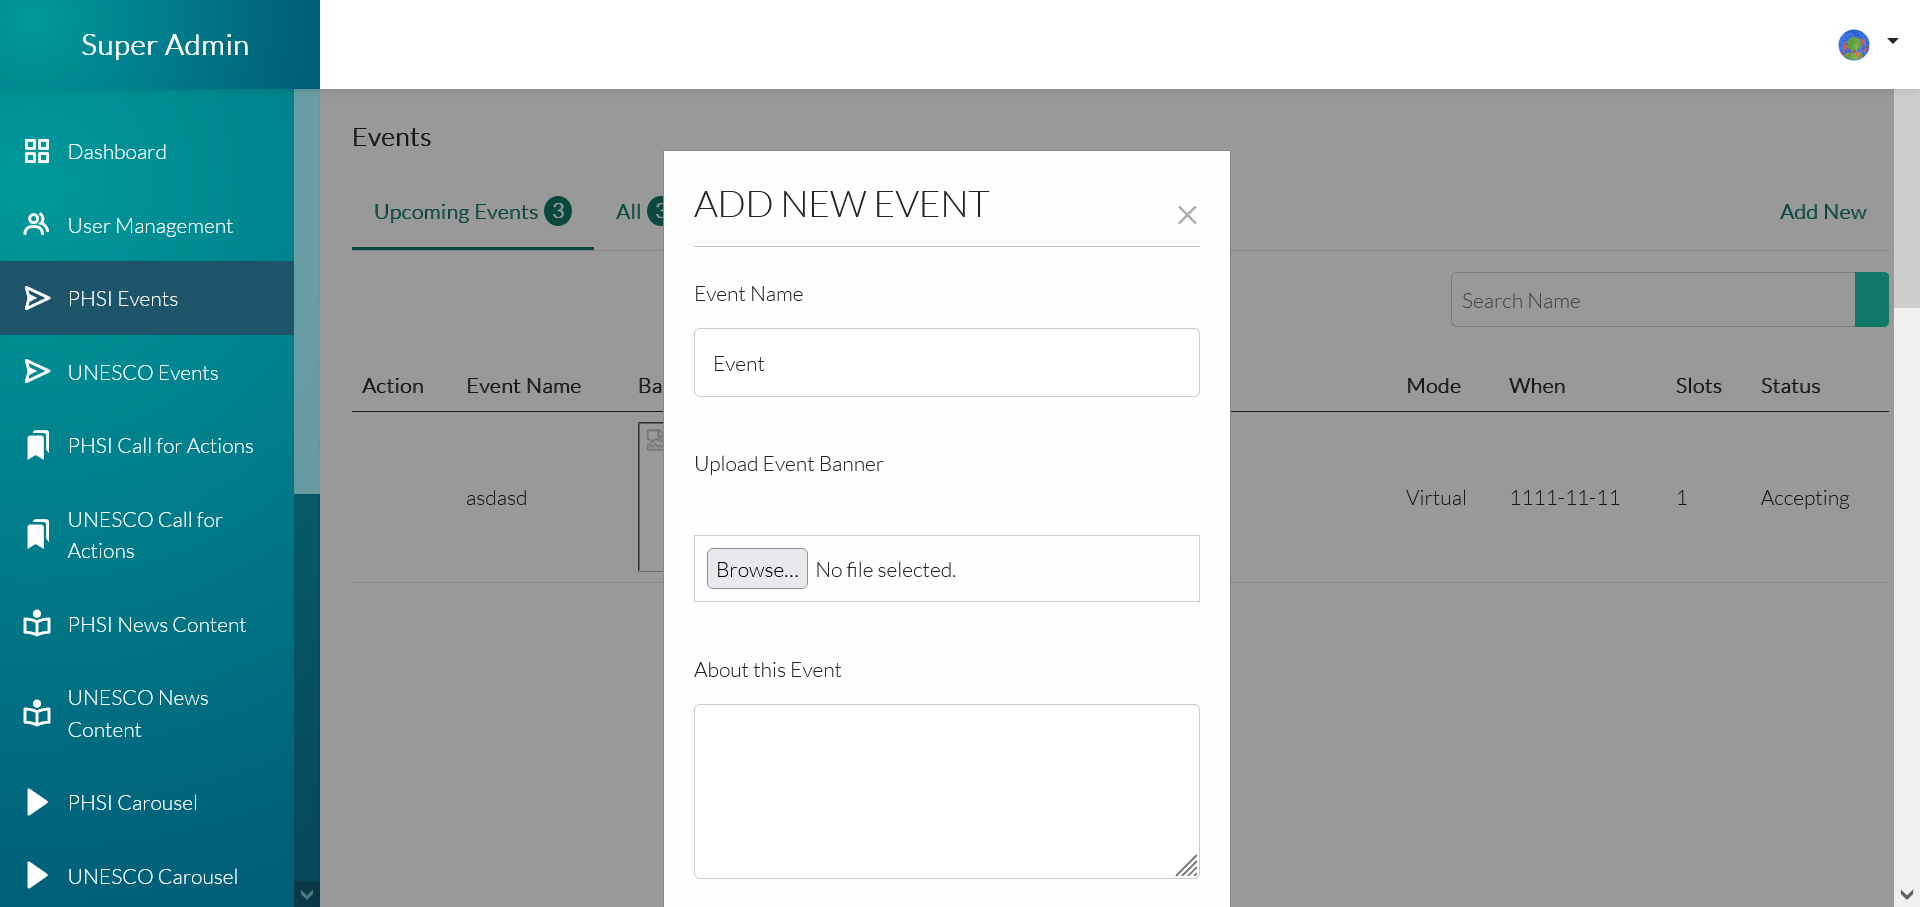 Super Admin
Dashboard
User Management
PHSI Events
UNESCO Events
PHSI Call for Actions
UNESCO Call for
Actions
PHSI News Content
UNESCO News
Content
PHSI Carousel
UNESCO Carousel
Events
Upcoming Events 3
All 3
Add New
Search Name
Action Event Name Ba Mode When Slots Status
asdasd Virtual 1111-11-11 1 Accepting
ADD NEW EVENT
Event Name
Event
Upload Event Banner
Browse... No file selected.
About this Event